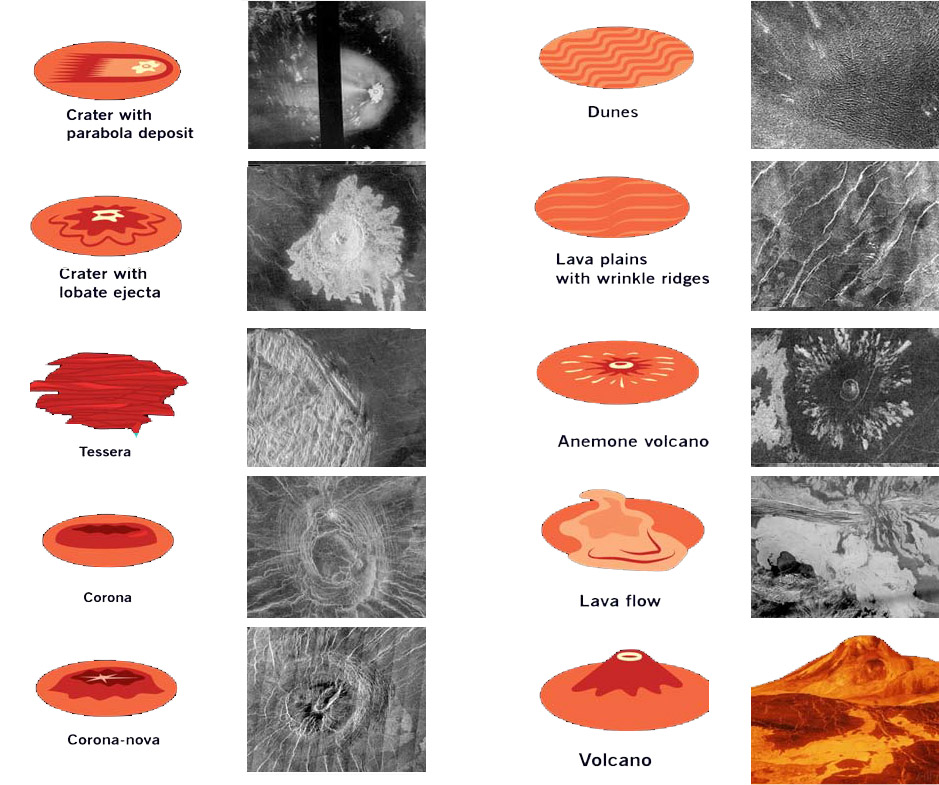 Crater with
parabola deposit
Crater with
lobate ejecta
Tessera
Corona
Corona-nova
Dunes
Lava plains
with wrinkle ridges
Anemone volcano
Lava flow
Volcano